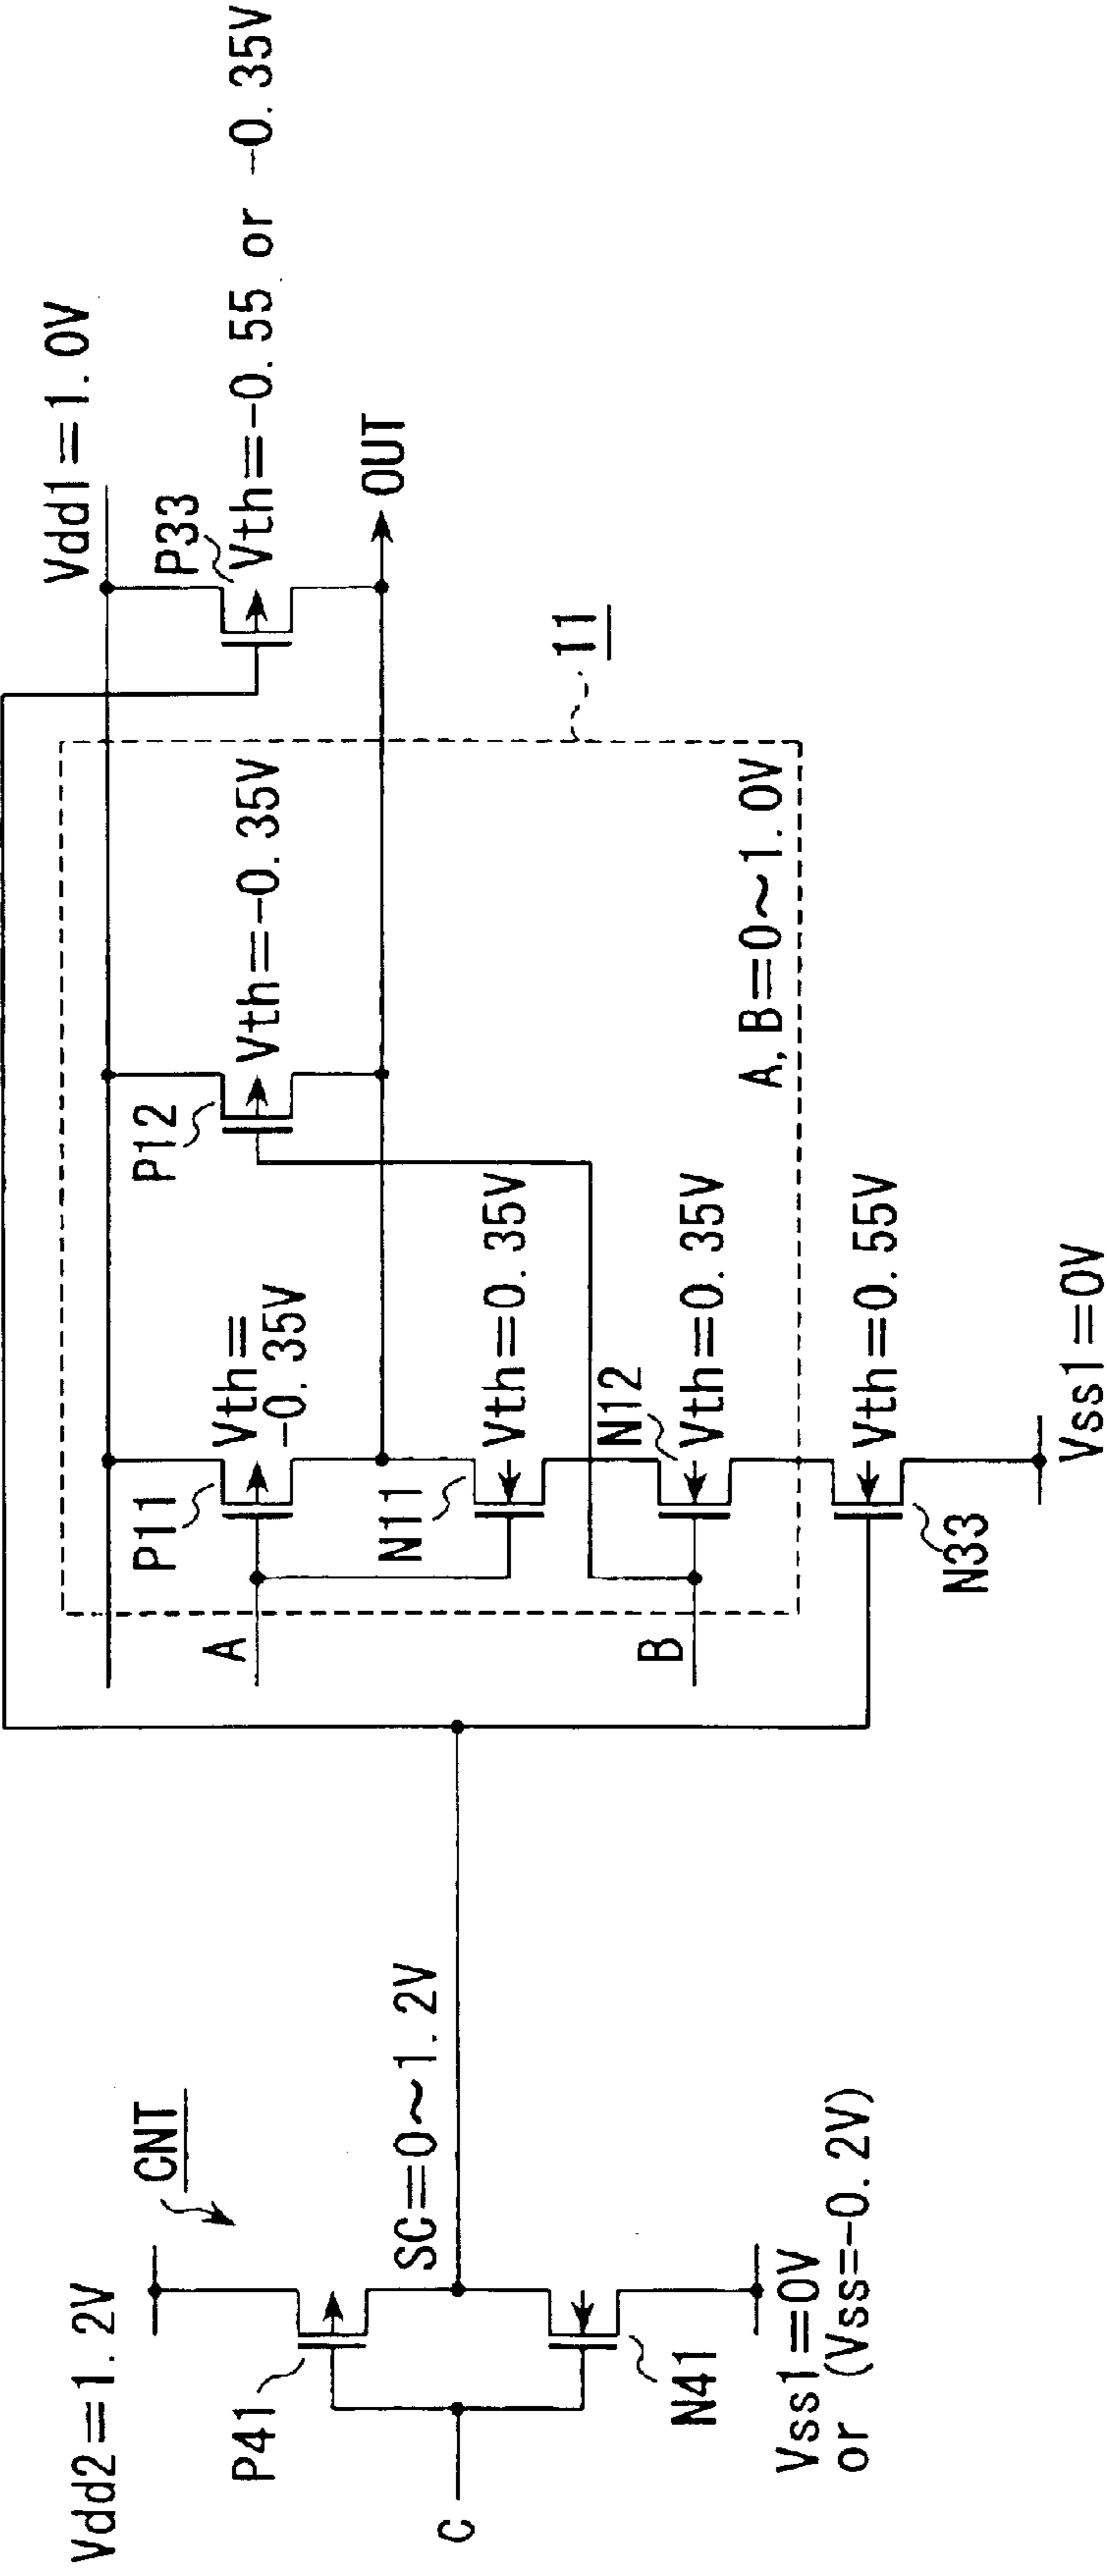 Vdd2=1. 2V
CNT
P41
C
N41
SC=0~1. 2V
Vss1=0V
or (Vss=-0. 2V)
Vdd1=1. 0V
P33
Vth=-0. 55 or -0. 35V
OUT
11
P11
Vth=
-0. 35V
P12
Vth=-0. 35V
A
N11
Vth=0. 35V
B
N12
Vth=0. 35V
A, B=0~1. 0V
N33
Vth=0. 55V
Vss1=0V